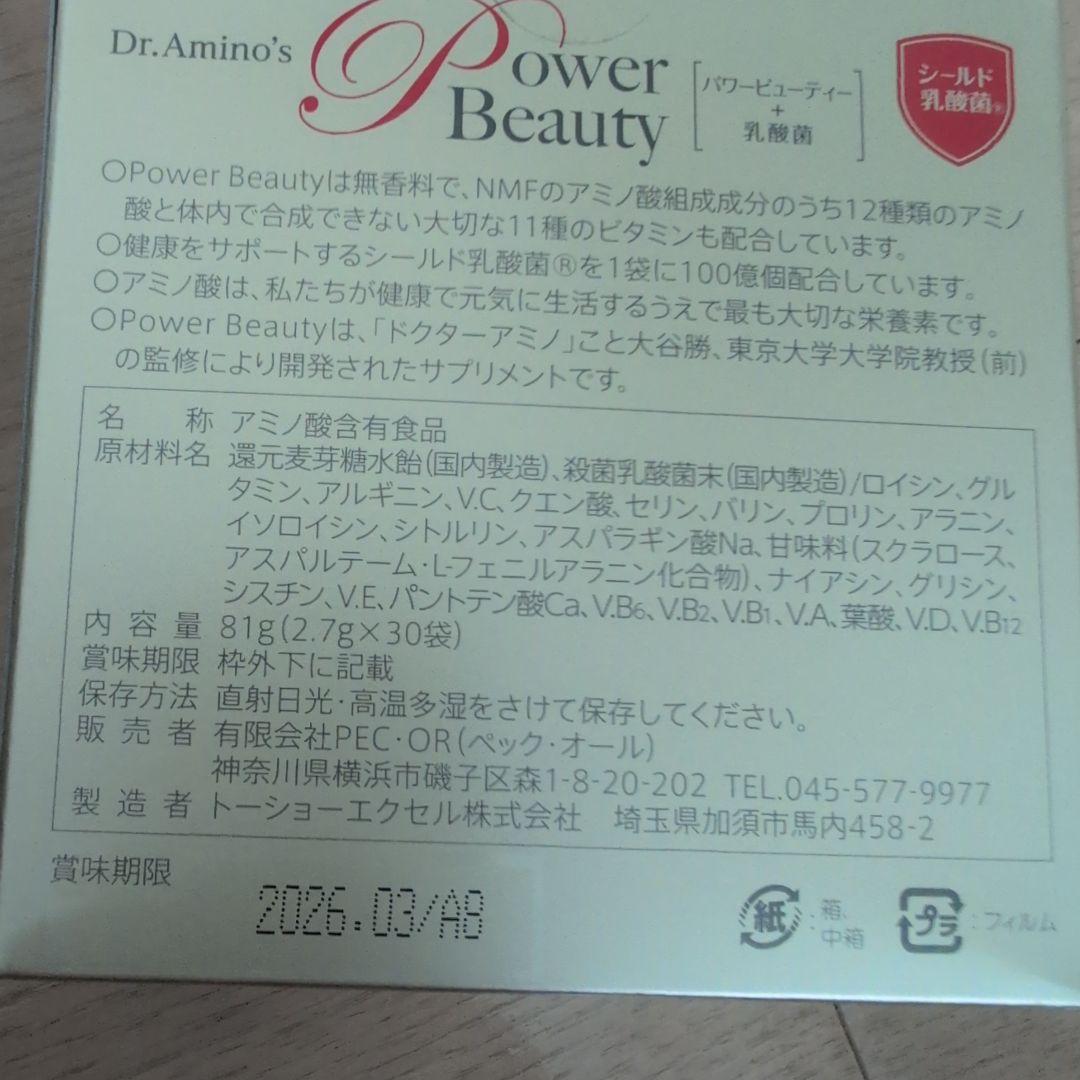 Dr.Amino's Power Beauty
パワービューティー
+
乳酸菌
シールド
乳酸菌®
○Power Beautyは無香料で、NMFのアミノ酸組成成分のうち12種類のアミノ
酸と体内で合成できない大切な11種のビタミンも配合しています。
○健康をサポートするシールド乳酸菌®を1袋に100億個配合しています。
○アミノ酸は、私たちが健康で元気に生活するうえで最も大切な栄養素です。
○Power Beautyは、「ドクターアミノ」こと大谷勝、東京大学大学院教授(前)
の監修により開発されたサプリメントです。
名称 アミノ酸含有食品
原材料名 還元麦芽糖水飴(国内製造)、殺菌乳酸菌末(国内製造)/ロイシン、グル
タミン、アルギニン、V.C、クエン酸、セリン、バリン、プロリン、アラニン、
イソロイシン、シトルリン、アスパラギン酸Na、甘味料(スクラロース、
アスパルテーム・L-フェニルアラニン化合物)、ナイアシン、グリシン、
シスチン、V.E、パントテン酸Ca、V.B6、V.B2、V.B1、V.A、葉酸、V.D、V.B12
内容量 81g(2.7g×30袋)
賞味期限 枠外下に記載
保存方法 直射日光・高温多湿をさけて保存してください。
販売者 有限会社PEC・OR(ペック・オール)
神奈川県横浜市磯子区森1-8-20-202 TEL.045-577-9977
製造者 トーショーエクセル株式会社 埼玉県加須市馬内458-2
賞味期限
2026.03/A8
紙:箱、
中箱
プラ:フィルム